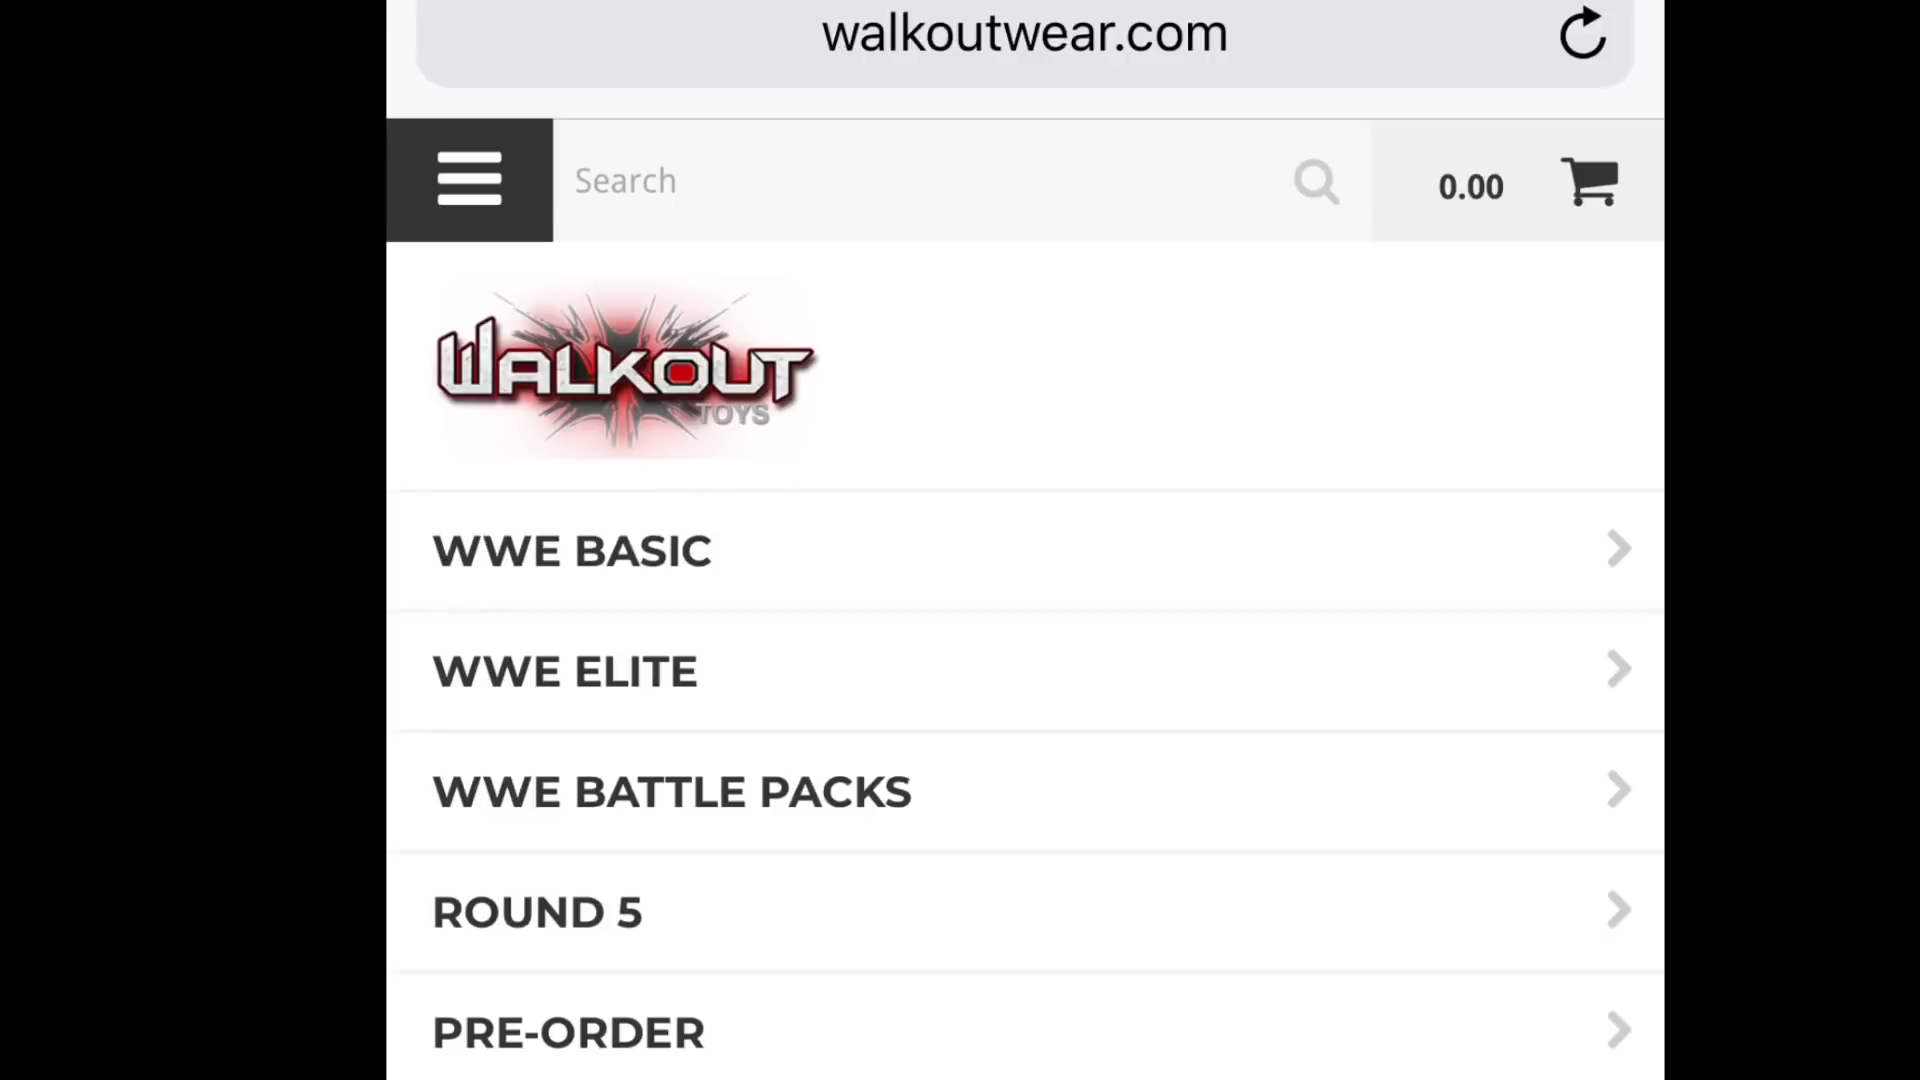 walkoutwear.com
Search
0.00
WALKOUT
TOYS
WWE BASIC
WWE ELITE
WWE BATTLE PACKS
ROUND 5
PRE-ORDER